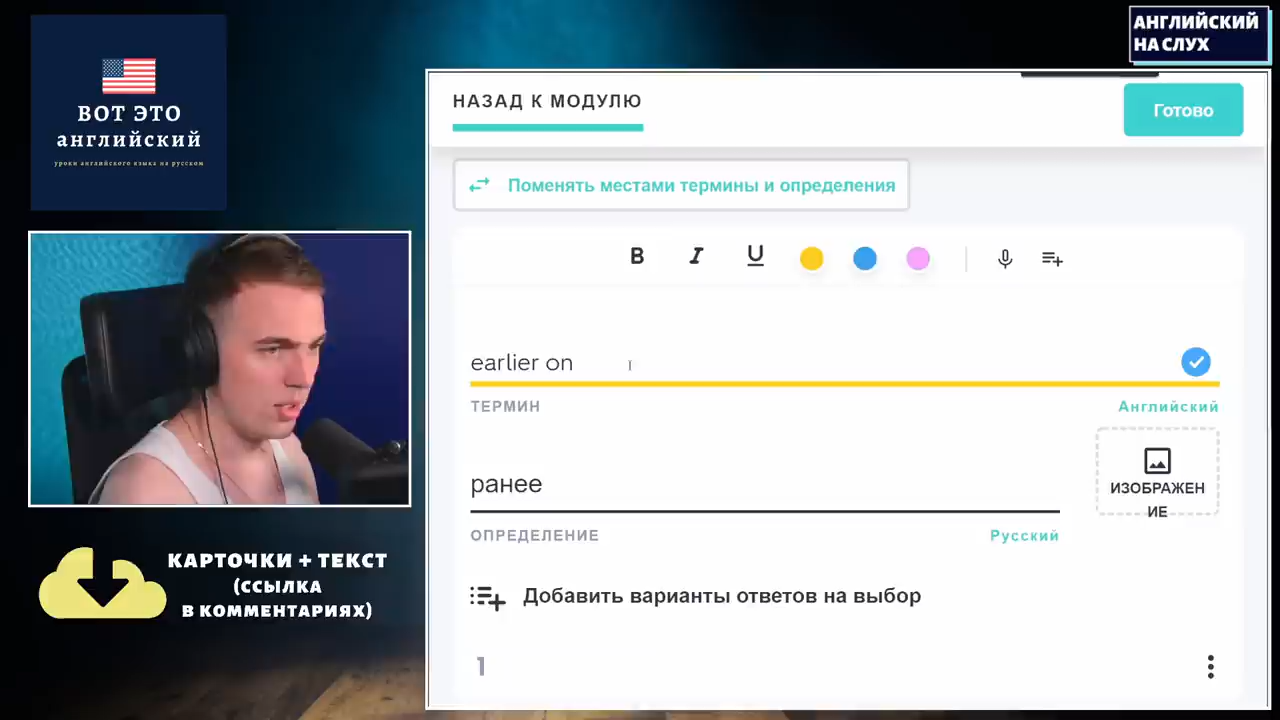 ВОТ ЭТО
английский
уроки английского языка на русском
АНГЛИЙСКИЙ
НА СЛУХ
НАЗАД К МОДУЛЮ
Готово
Поменять местами термины и определения
B I U
earlier on
ТЕРМИН
Английский
ранее
ИЗОБРАЖЕН
ИЕ
ОПРЕДЕЛЕНИЕ
Русский
Добавить варианты ответов на выбор
1
КАРТОЧКИ + ТЕКСТ
(ССЫЛКА
В КОММЕНТАРИЯХ)